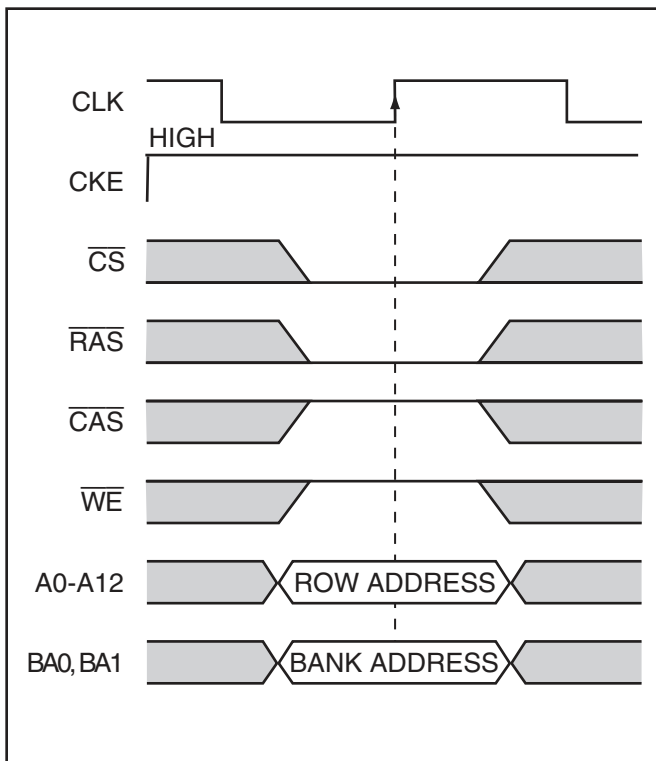 CLK
HIGH
CKE
CS
RAS
CAS
WE
A0-A12 ROW ADDRESS
BA0, BA1 BANK ADDRESS